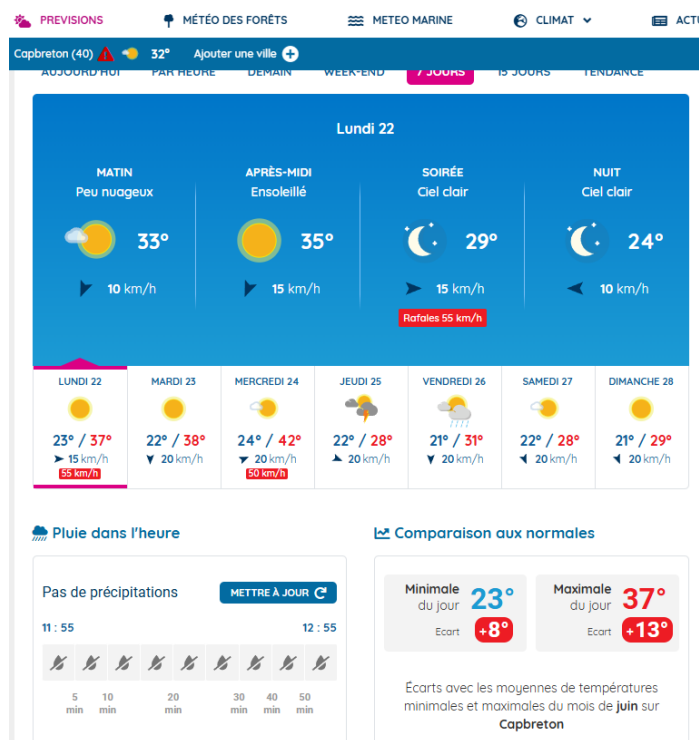 PREVISIONS MÉTÉO DES FORÊTS METEO MARINE CLIMAT
Capbreton (40) 32° Ajouter une ville
AUJOURD'HUI PAR HEURE DEMAIN WEEK-END 7 JOURS 15 JOURS TENDANCE
Lundi 22
MATIN APRÈS-MIDI SOIRÉE NUIT
Peu nuageux Ensoleillé Ciel clair Ciel clair
33° 35° 29° 24°
10 km/h 15 km/h 15 km/h 10 km/h
Rafales 55 km/h
LUNDI 22 MARDI 23 MERCREDI 24 JEUDI 25 VENDREDI 26 SAMEDI 27 DIMANCHE 28
23° / 37° 22° / 38° 24° / 42° 22° / 28° 21° / 31° 22° / 28° 21° / 29°
15 km/h 20 km/h 20 km/h 20 km/h 20 km/h 20 km/h 20 km/h
55 km/h 50 km/h
Pluie dans l'heure
Pas de précipitations METTRE À JOUR
11 : 55 12 : 55
5 10 20 30 40 50
min min min min min min
Comparaison aux normales
Minimale
du jour 23°
Ecart +8°
Maximale
du jour 37°
Ecart +13°
Écarts avec les moyennes de températures
minimales et maximales du mois de juin sur
Capbreton